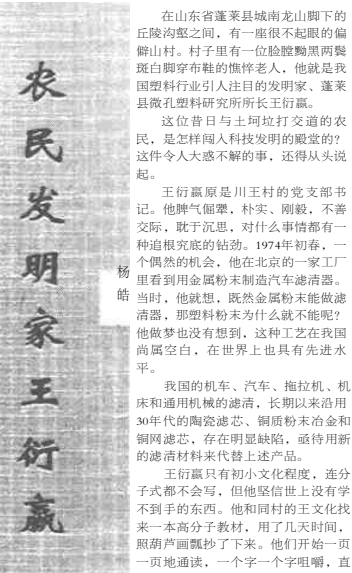 农民发明家王衍嬴
杨皓
在山东省蓬莱县城南龙山脚下的
丘陵沟壑之间，有一座很不起眼的偏
僻山村。村子里有一位脸膛黝黑两鬓
斑白脚穿布鞋的憔悴老人，他就是我
国塑料行业引人注目的发明家、蓬莱
县微孔塑料研究所所长王衍嬴。
这位昔日与土坷垃打交道的农
民，是怎样闯入科技发明的殿堂的？
这件令人大惑不解的事，还得从头说
起。
王衍嬴原是川王村的党支部书
记。他脾气倔犟，朴实、刚毅，不善
交际，耽于沉思，对什么事情都有一
种追根究底的钻劲。1974年初春，一
个偶然的机会，他在北京的一家工厂
里看到用金属粉末制造汽车滤清器。
当时，他就想，既然金属粉末能做滤
清器，那塑料粉末为什么就不能呢？
他做梦也没有想到，这种工艺在我国
尚属空白，在世界上也具有先进水
平。
我国的机车、汽车、拖拉机、机
床和通用机械的滤清，长期以来沿用
30年代的陶瓷滤芯、铜质粉末冶金和
铜网滤芯，存在明显缺陷，亟待用新
的滤清材料来代替上述产品。
王衍嬴只有初小文化程度，连分
子式都不会写，但他坚信世上没有学
不到手的东西。他和同村的王文化找
来一本高分子教材，用了几天时间，
照葫芦画瓢抄了下来。他们开始一页
一页地通读，一个字一个字咀嚼，直